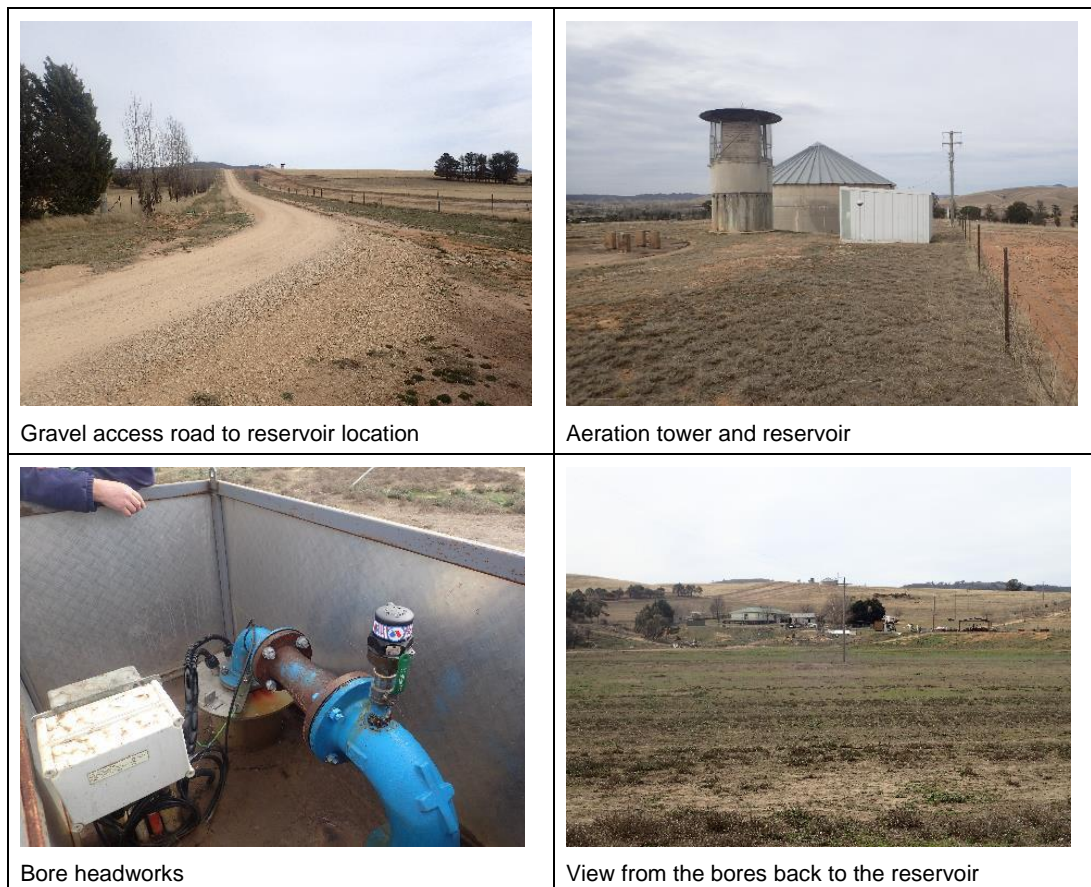 Gravel access road to reservoir location
Aeration tower and reservoir
Bore headworks
View from the bores back to the reservoir